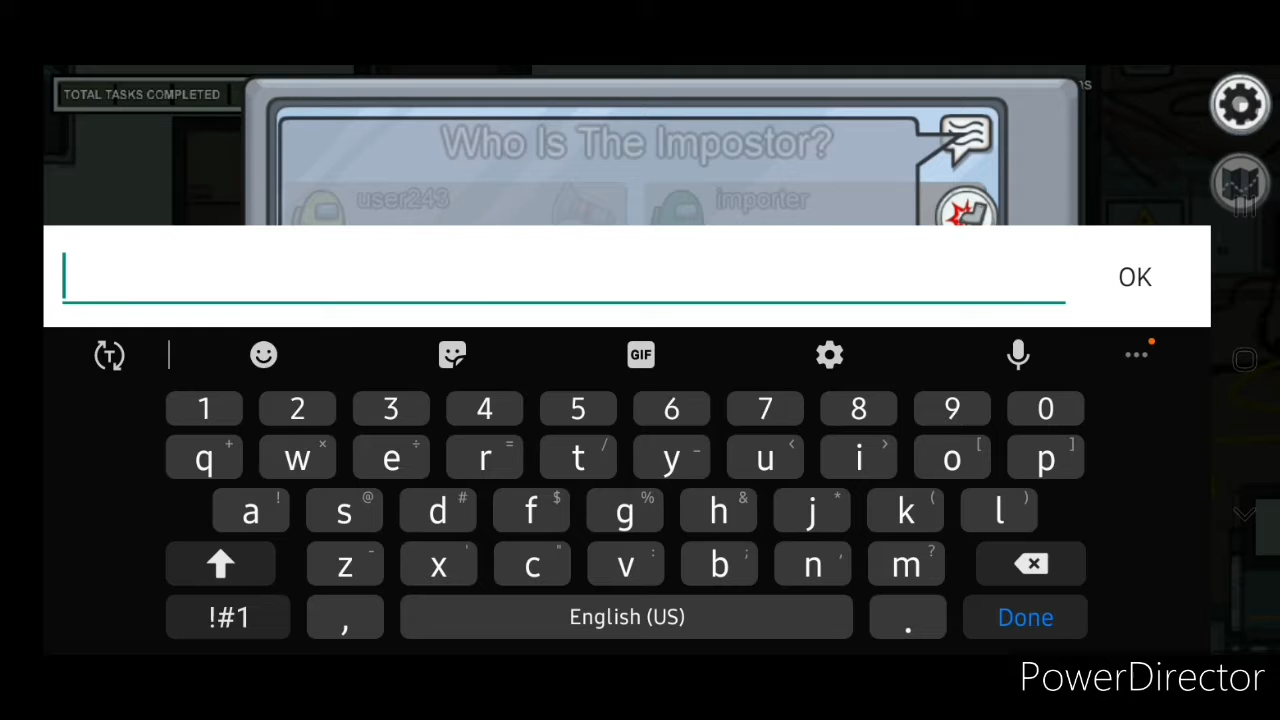 TOTAL TASKS COMPLETED
Who Is The Impostor?
user243 importer
OK
T GIF
1 2 3 4 5 6 7 8 9 0
q + w × e ÷ r = t / y - u < i > o [ p ]
a ! s @ d # f $ g % h & j * k ( l )
z - x ' c " v : b ; n , m ?
!#1 , English (US) . Done
PowerDirector